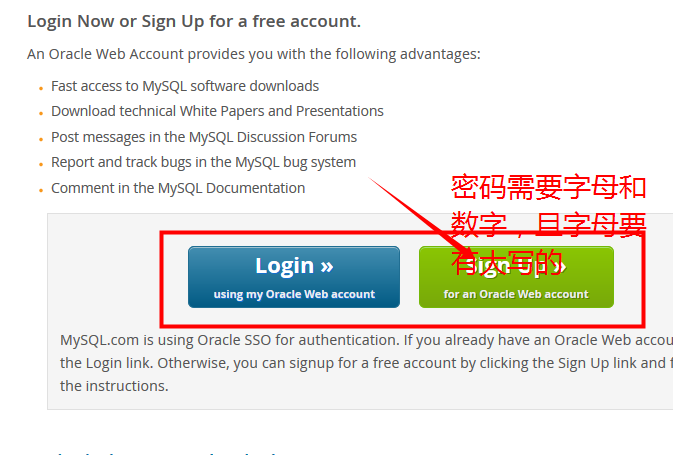 Login Now or Sign Up for a free account.
An Oracle Web Account provides you with the following advantages:
Fast access to MySQL software downloads
Download technical White Papers and Presentations
Post messages in the MySQL Discussion Forums
Report and track bugs in the MySQL bug system
Comment in the MySQL Documentation
密码需要字母和
数字，且字母要
有大写的
Login »
Sign Up »
using my Oracle Web account
for an Oracle Web account
MySQL.com is using Oracle SSO for authentication. If you already have an Oracle Web
the Login link. Otherwise, you can signup for a free account by clicking the Sign Up link and
the instructions.